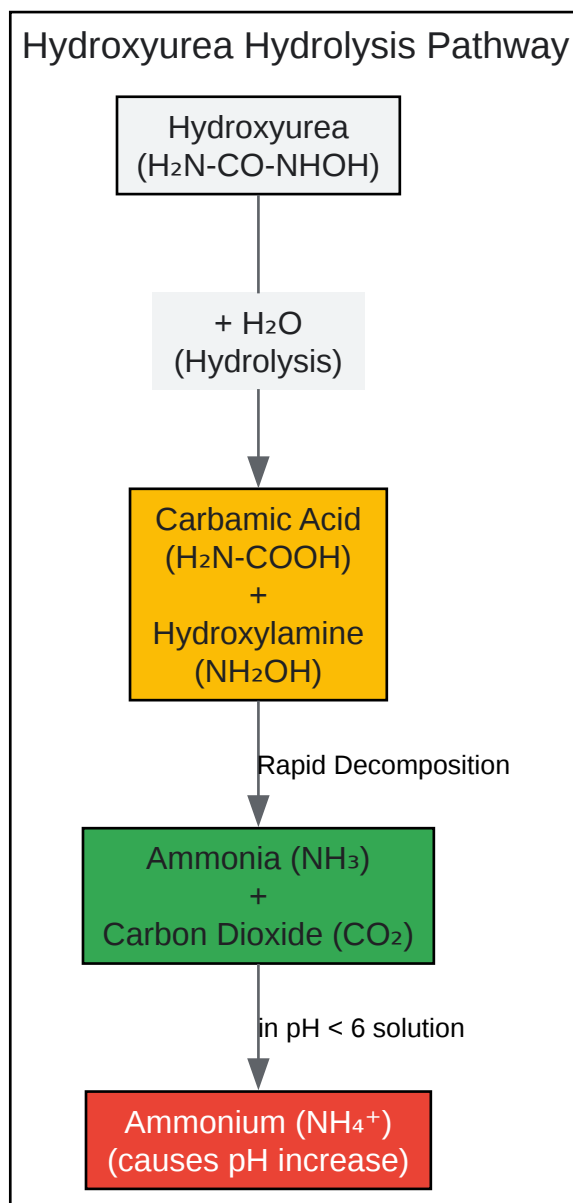 Hydroxyurea Hydrolysis Pathway
Hydroxyurea
(H₂N-CO-NHOH)
+ H₂O
(Hydrolysis)
Carbamic Acid
(H₂N-COOH)
+
Hydroxylamine
(NH₂OH)
Rapid Decomposition
Ammonia (NH₃)
+
Carbon Dioxide (CO₂)
in pH < 6 solution
Ammonium (NH₄⁺)
(causes pH increase)